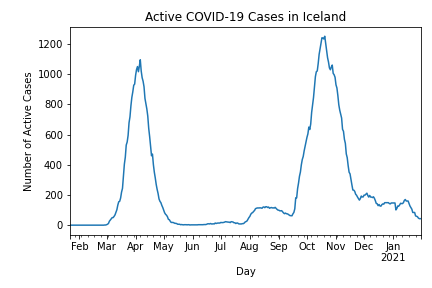 Active COVID-19 Cases in Iceland
Number of Active Cases
1200
1000
800
600
400
200
0
Feb Mar Apr May Jun Jul Aug Sep Oct Nov Dec Jan
2021
Day